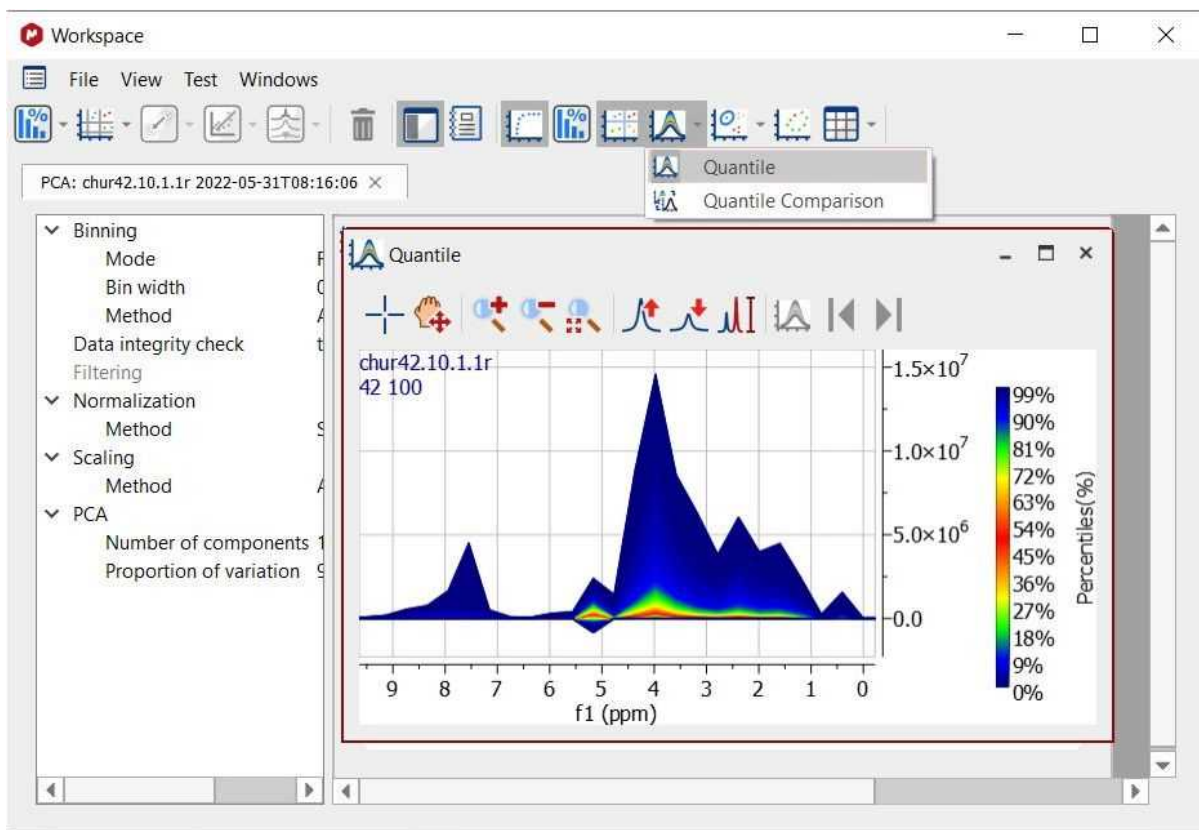 Workspace
File View Test Windows
PCA: chur42.10.1.1r 2022-05-31T08:16:06
Quantile
Quantile Comparison
Binning
Mode
Bin width
Method
Data integrity check
Filtering
Normalization
Method
Scaling
Method
PCA
Number of components 1
Proportion of variation 9
Quantile
chur42.10.1.1r
42 100
1.5×10⁷
1.0×10⁷
5.0×10⁶
0.0
9 8 7 6 5 4 3 2 1 0
f1 (ppm)
99%
90%
81%
72%
63%
54%
45%
36%
27%
18%
9%
0%
Percentiles(%)